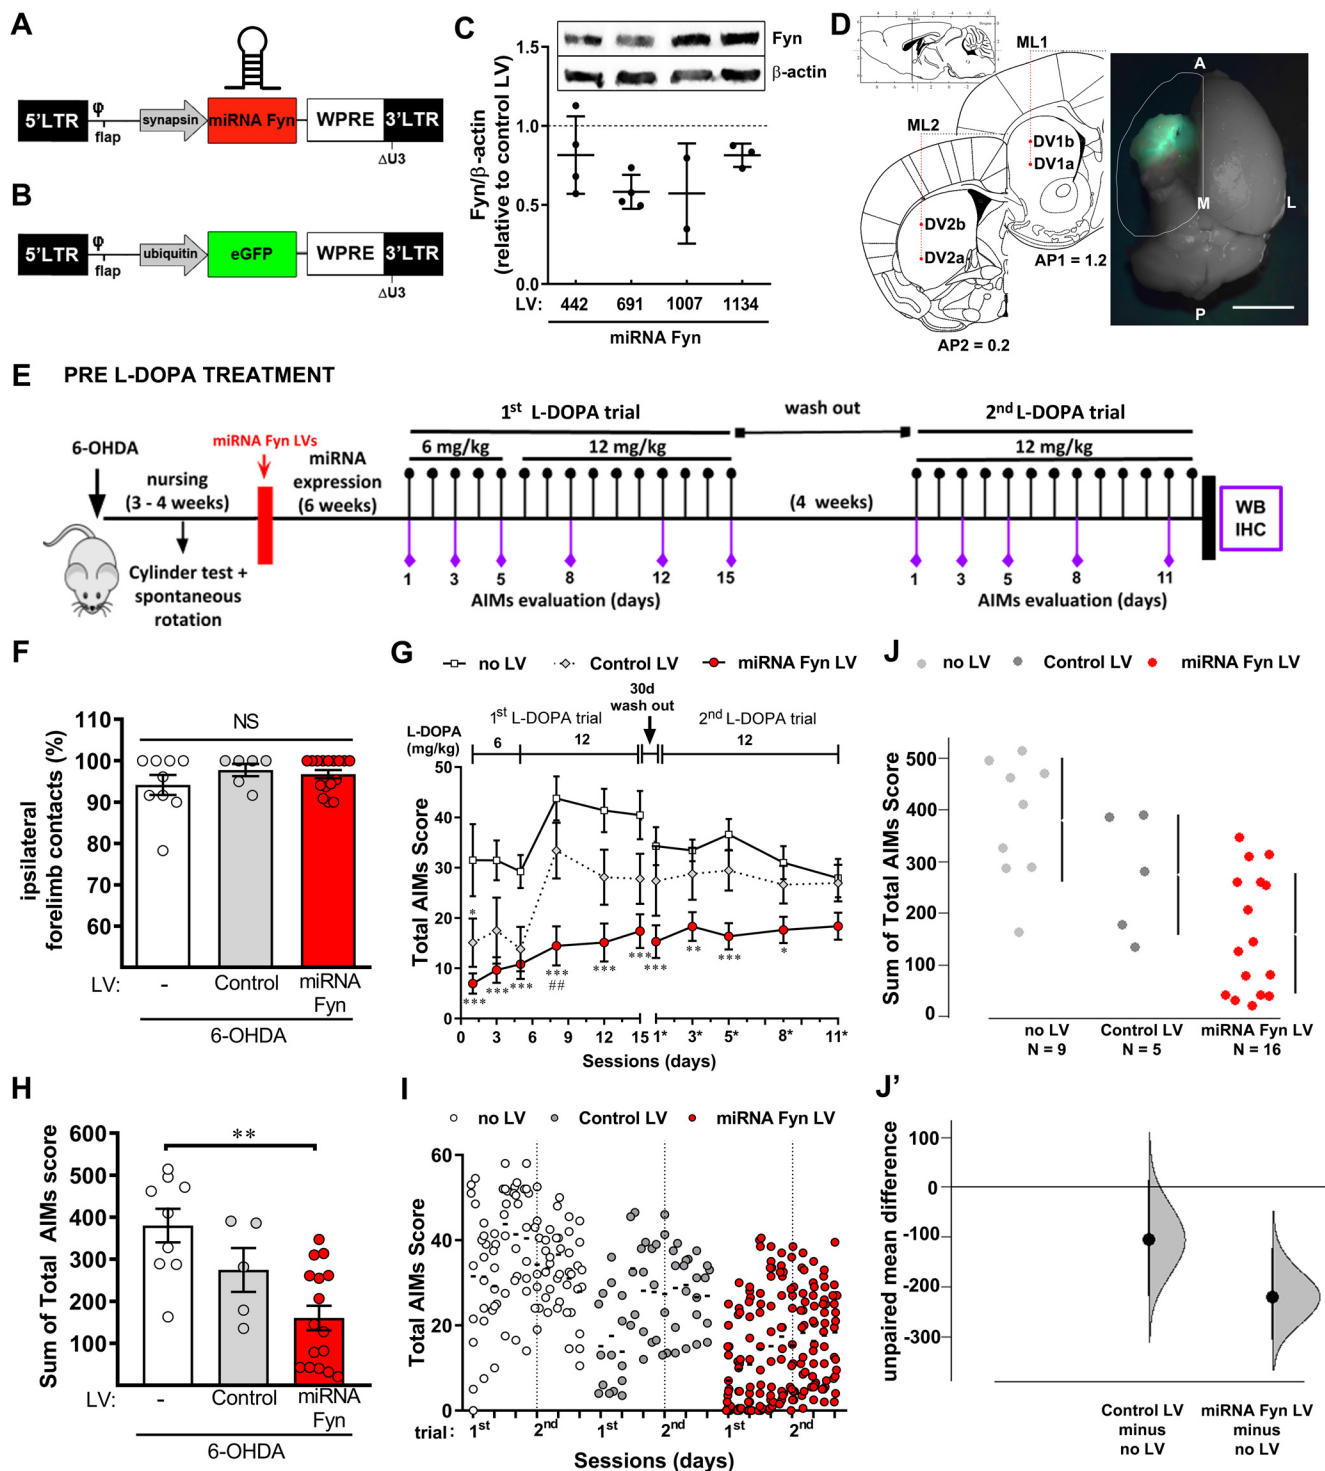 A
5'LTR
φ
flap
synapsin
miRNA Fyn
WPRE
3'LTR
ΔU3
B
5'LTR
φ
flap
ubiquitin
eGFP
WPRE
3'LTR
ΔU3
C
Fyn
β-actin
Fyn/β-actin
(relative to control LV)
1.5
1.0
0.5
0.0
LV: 442 691 1007 1134
miRNA Fyn
D
ML1
DV1b
DV1a
AP1 = 1.2
ML2
DV2b
DV2a
AP2 = 0.2
A
M
L
P
E PRE L-DOPA TREATMENT
6-OHDA
nursing
(3 - 4 weeks)
Cylinder test +
spontaneous
rotation
miRNA Fyn LVs
miRNA
expression
(6 weeks)
1st L-DOPA trial
6 mg/kg 12 mg/kg
1 3 5 8 12 15
AIMs evaluation (days)
wash out
(4 weeks)
2nd L-DOPA trial
12 mg/kg
1 3 5 8 11
AIMs evaluation (days)
WB
IHC
F
ipsilateral
forelimb contacts (%)
110
100
90
80
70
60
NS
LV: - Control miRNA
Fyn
6-OHDA
G
no LV Control LV miRNA Fyn LV
30d
wash out
1st L-DOPA trial 2nd L-DOPA trial
L-DOPA
(mg/kg)
6 12 12
Total AIMs Score
50
40
30
20
10
0
*
*** *** *** *** *** *** *** ** *** *
##
0 3 6 9 12 15 1* 3* 5* 8* 11*
Sessions (days)
H
Sum of Total AIMs score
600
500
400
300
200
100
**
LV: - Control miRNA
Fyn
6-OHDA
I
no LV Control LV miRNA Fyn LV
Total AIMs Score
60
40
20
0
trial: 1st 2nd 1st 2nd 1st 2nd
Sessions (days)
J
no LV Control LV miRNA Fyn LV
Sum of Total AIMs Score
500
400
300
200
100
0
no LV Control LV miRNA Fyn LV
N = 9 N = 5 N = 16
J'
unpaired mean difference
100
0
-100
-200
-300
Control LV
minus
no LV
miRNA Fyn LV
minus
no LV